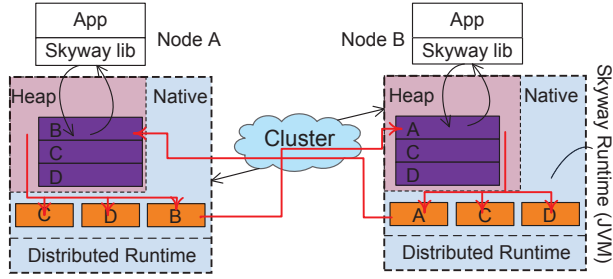 App
Skyway lib
Node A
Heap
Native
B
C
D
C
D
B
Distributed Runtime
Cluster
Node B
App
Skyway lib
Heap
Native
A
C
D
A
C
D
Distributed Runtime
Skyway Runtime (JVM)